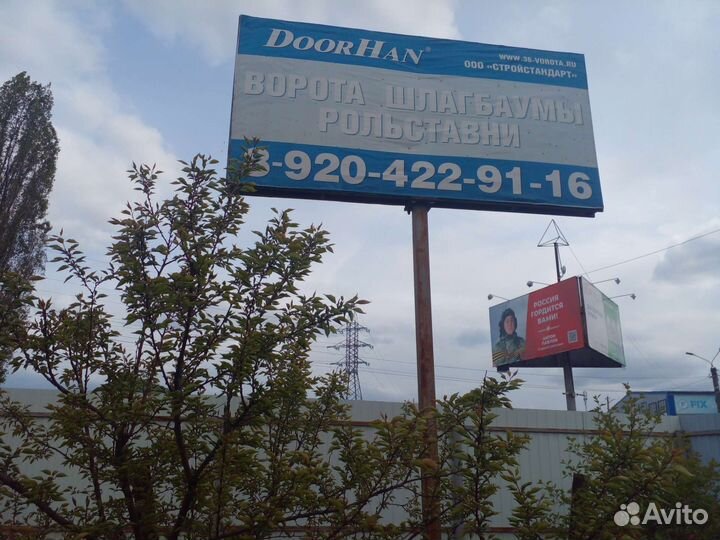 DOORHAN®
WWW.36-VOROTA.RU
ООО «СТРОЙСТАНДАРТ»
ВОРОТА ШЛАГБАУМЫ
РОЛЬСТАВНИ
8-920-422-91-16
РОССИЯ
ГОРДИТСЯ
ВАМИ!
FIX
Avito